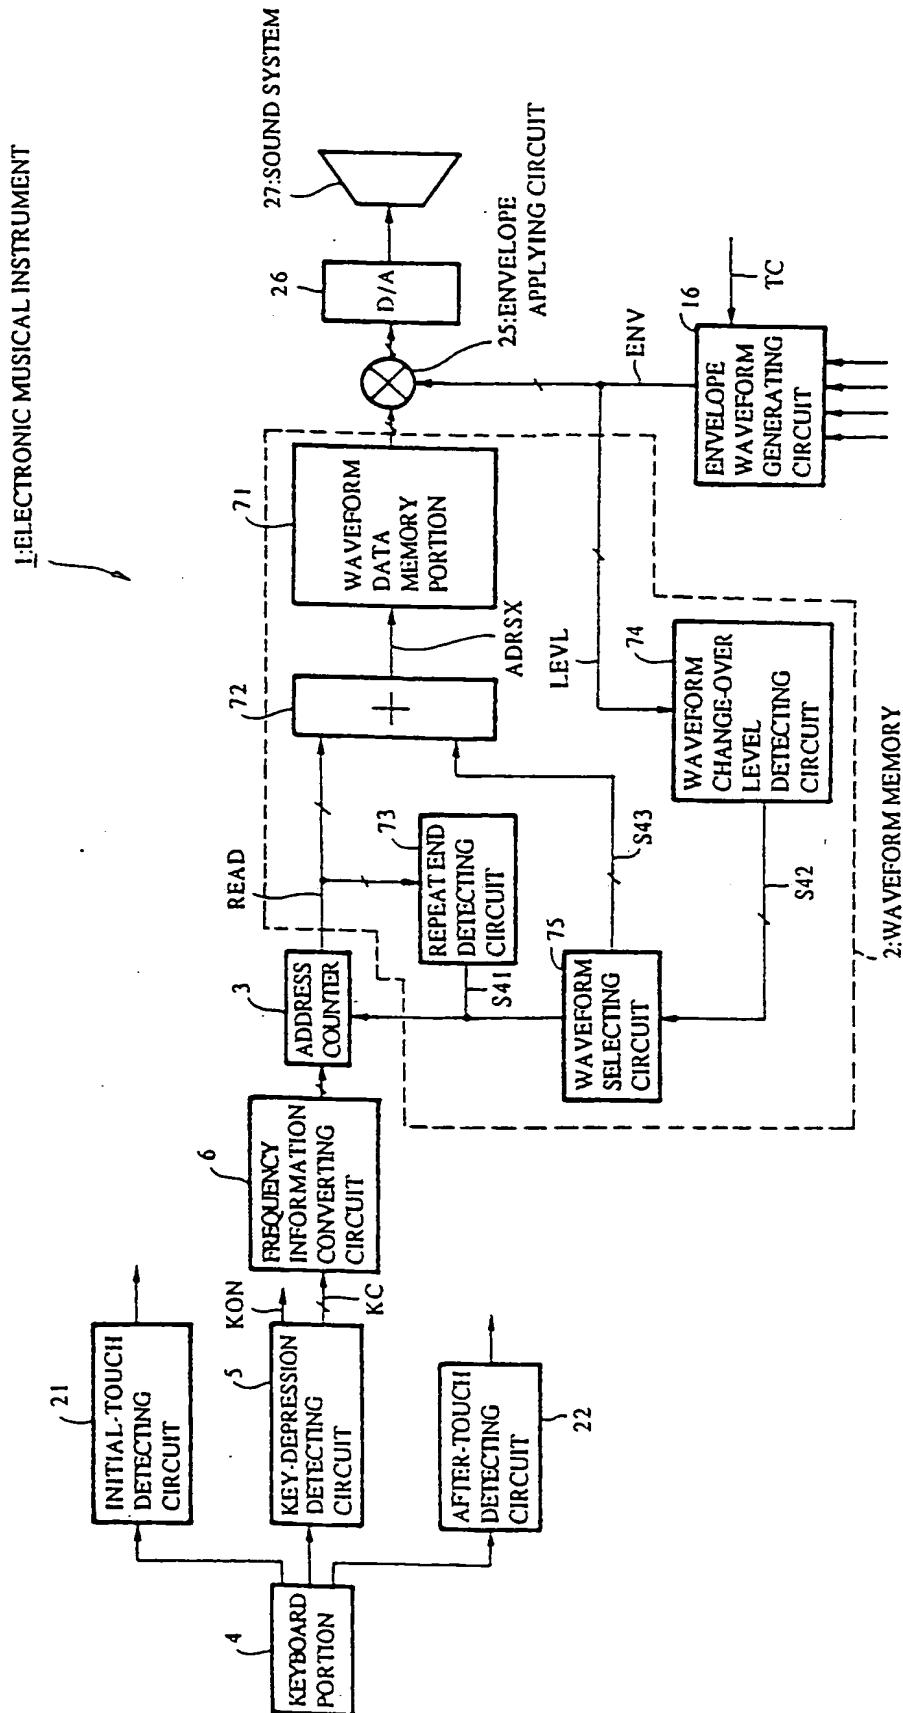 1:ELECTRONIC MUSICAL INSTRUMENT
4
KEYBOARD
PORTION
21
INITIAL-TOUCH
DETECTING
CIRCUIT
5
KEY-DEPRESSION
DETECTING
CIRCUIT
KON
KC
AFTER-TOUCH
DETECTING
CIRCUIT
22
6
FREQUENCY
INFORMATION
CONVERTING
CIRCUIT
3
ADDRESS
COUNTER
READ
72
+
ADRSX
71
WAVEFORM
DATA
MEMORY
PORTION
73
REPEAT END
DETECTING
CIRCUIT
S41
75
WAVEFORM
SELECTING
CIRCUIT
S43
S42
LEVL
74
WAVEFORM
CHANGE-OVER
LEVEL
DETECTING
CIRCUIT
2:WAVEFORM MEMORY
26
D/A
27:SOUND SYSTEM
25:ENVELOPE
APPLYING CIRCUIT
ENV
16
ENVELOPE
WAVEFORM
GENERATING
CIRCUIT
TC